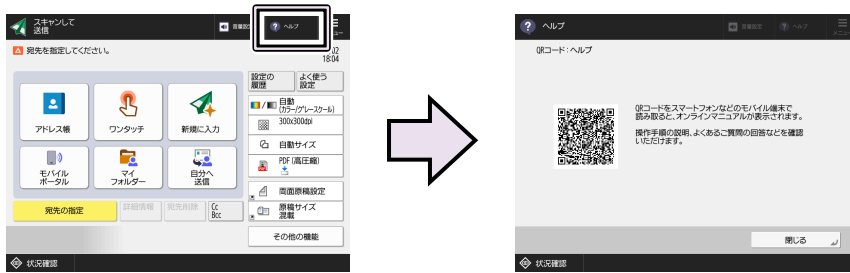 スキャンして
送信
ヘルプ
宛先を指定してください。
18:04
アドレス帳
ワンタッチ
新規に入力
モバイル
ポータル
マイ
フォルダー
自分へ
送信
宛先の指定
詳細情報
宛先削除
Cc
Bcc
設定の
履歴
よく使う
設定
自動
(カラー/グレースケール)
300x300dpi
自動サイズ
PDF (高圧縮)
両面原稿設定
原稿サイズ
混載
その他の機能
状況確認
ヘルプ
音量設定
ヘルプ
メニュー
QRコード:ヘルプ
QRコードをスマートフォンなどのモバイル端末で
読み取ると、オンラインマニュアルが表示されます。
操作手順の説明、よくあるご質問の回答などを確認
いただけます。
閉じる
状況確認